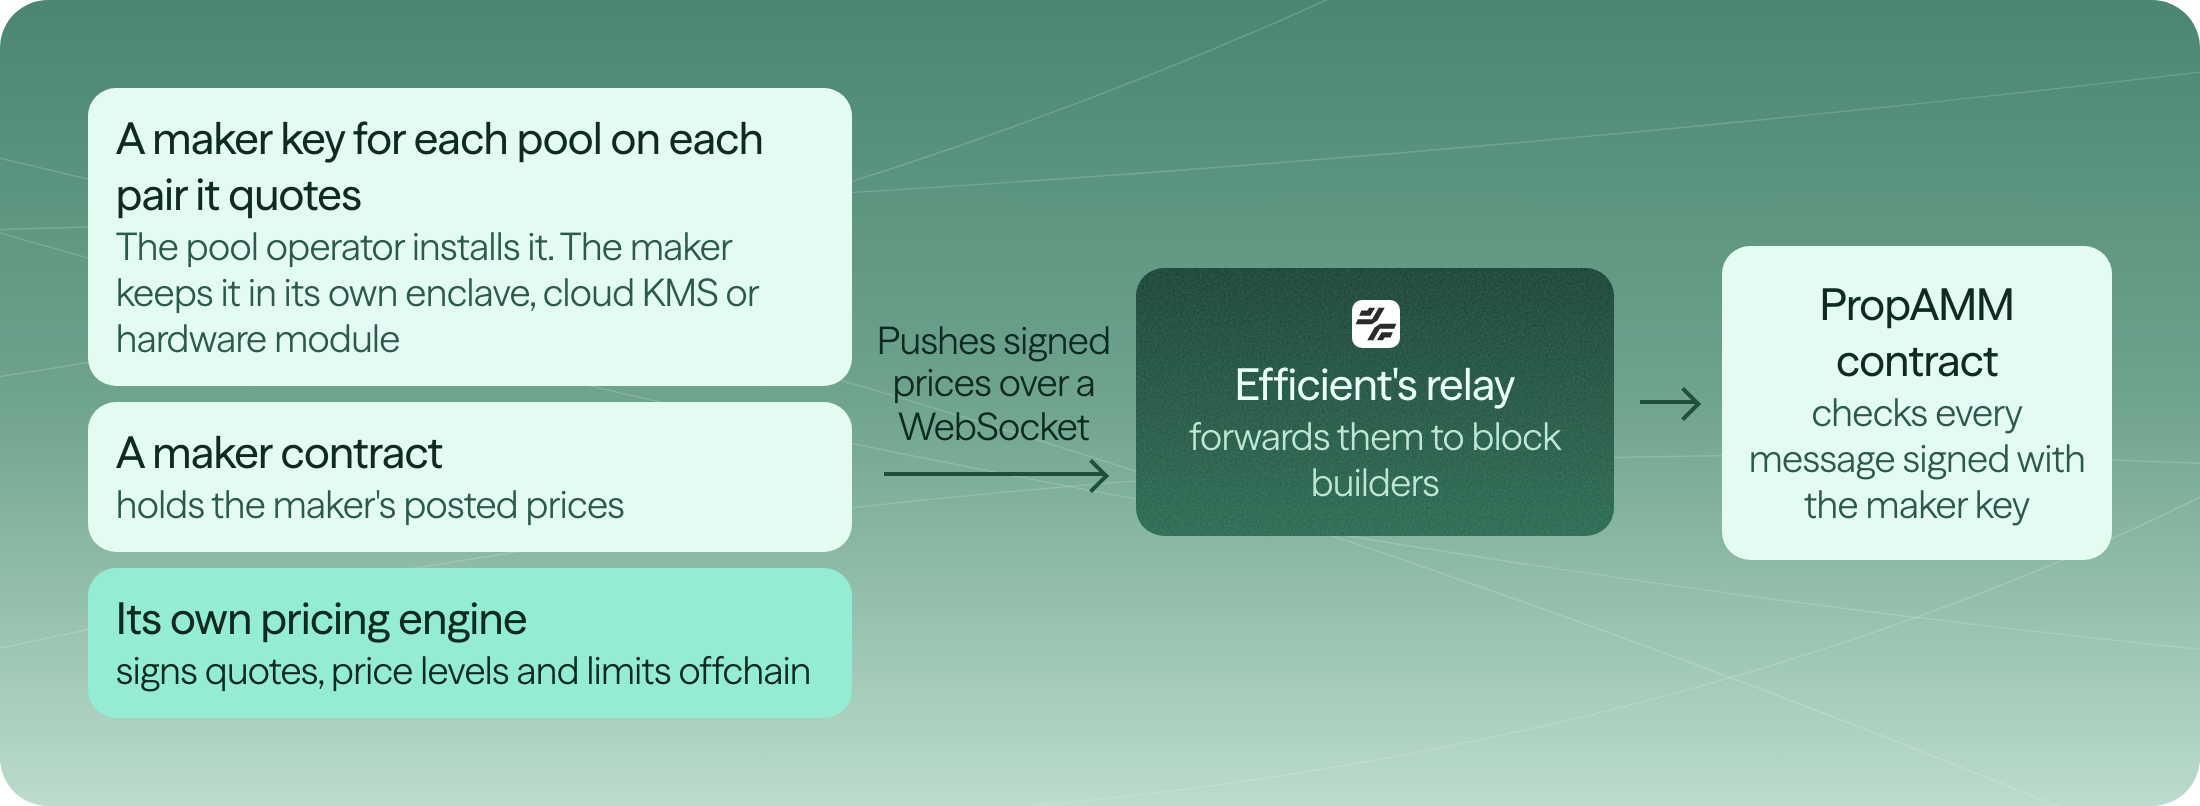 A maker key for each pool on each
pair it quotes
The pool operator installs it. The maker
keeps it in its own enclave, cloud KMS or
hardware module
A maker contract
holds the maker's posted prices
Its own pricing engine
signs quotes, price levels and limits offchain
Pushes signed
prices over a
WebSocket
Efficient's relay
forwards them to block
builders
PropAMM
contract
checks every
message signed with
the maker key